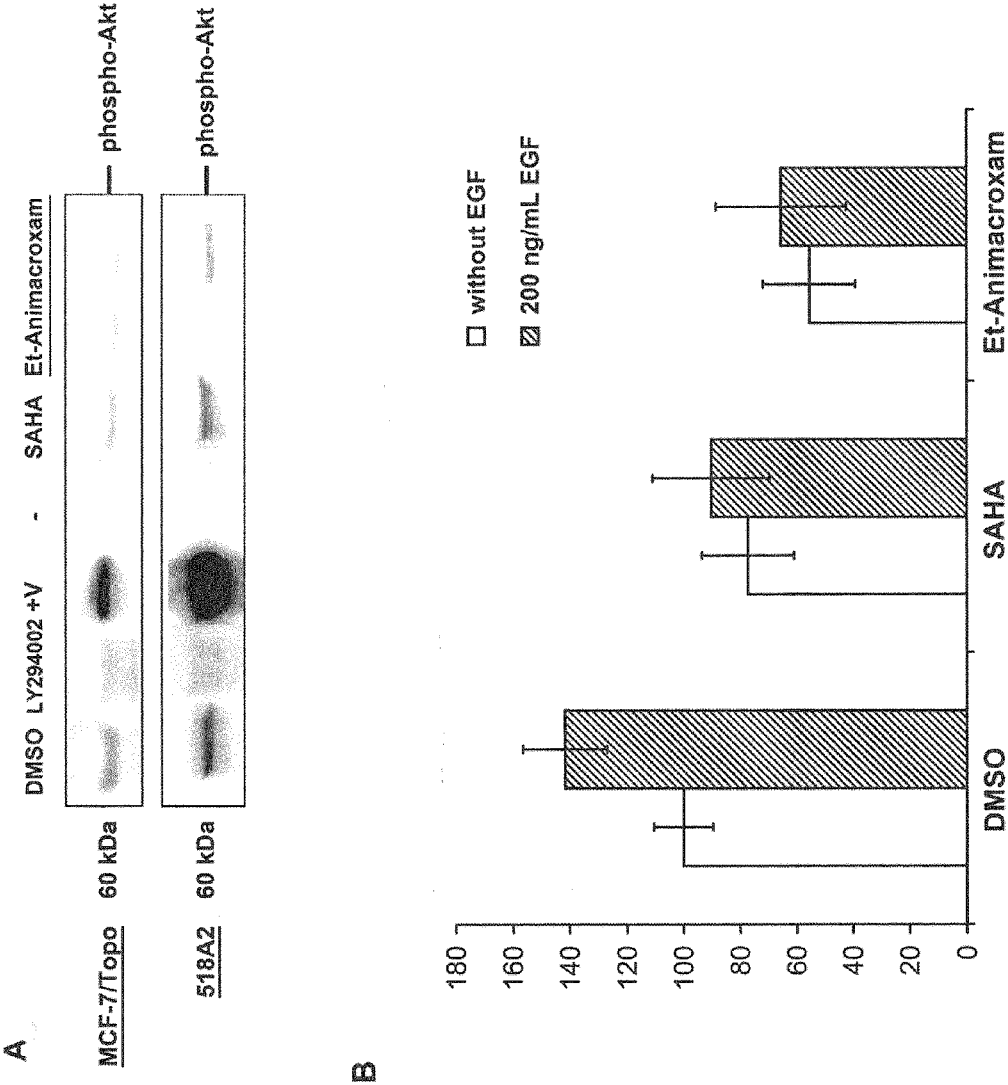 A
DMSO LY294002 +V - SAHA Et-Animacroxam
MCF-7/Topo 60 kDa phospho-Akt
518A2 60 kDa phospho-Akt
B
without EGF
200 ng/mL EGF
180
160
140
120
100
80
60
40
20
0
DMSO SAHA Et-Animacroxam